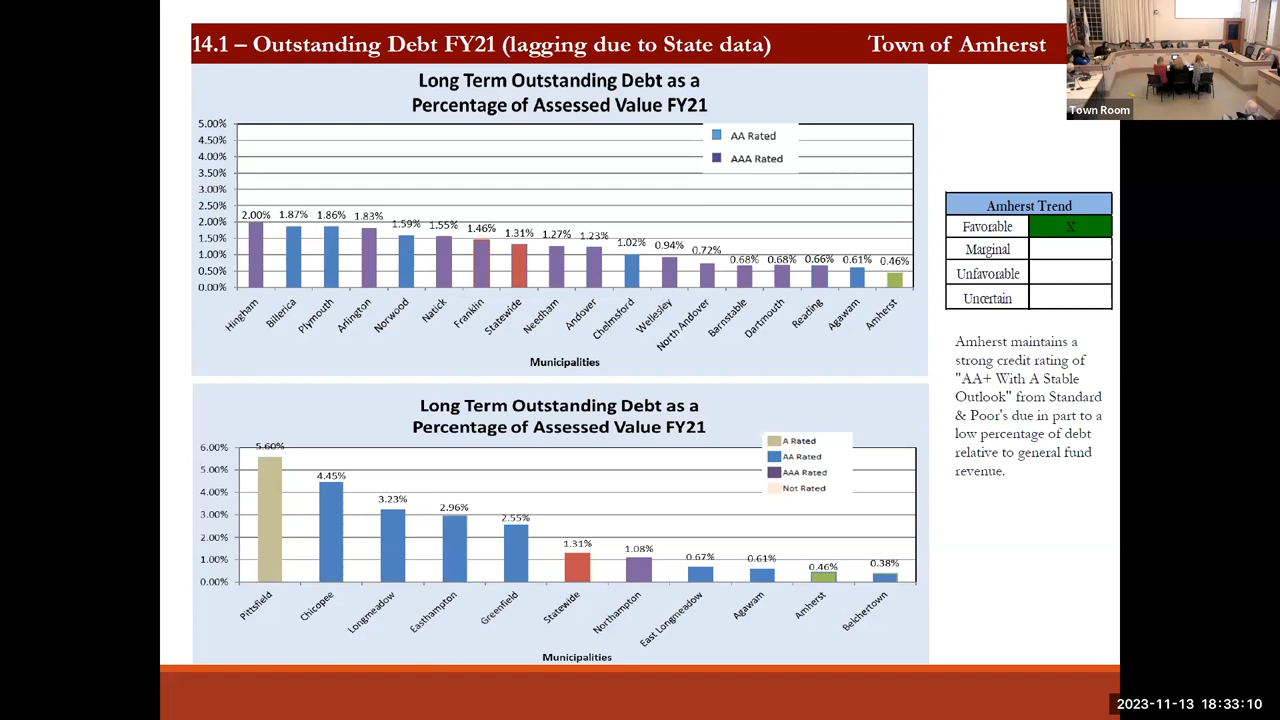 14.1 – Outstanding Debt FY21 (lagging due to State data) Town of Amherst
Town Room
Long Term Outstanding Debt as a
Percentage of Assessed Value FY21
AA Rated
AAA Rated
5.00%
4.50%
4.00%
3.50%
3.00%
2.50%
2.00%
1.50%
1.00%
0.50%
0.00%
2.00% 1.87% 1.86% 1.83% 1.59% 1.55% 1.46% 1.31% 1.27% 1.23% 1.02% 0.94% 0.72% 0.68% 0.68% 0.66% 0.61% 0.46%
Hingham Billerica Plymouth Arlington Norwood Natick Franklin Statewide Needham Andover Chelmsford Wellesley North Andover Barnstable Dartmouth Reading Agawam Amherst
Municipalities
Amherst Trend
Favorable X
Marginal
Unfavorable
Uncertain
Amherst maintains a
strong credit rating of
"AA+ With A Stable
Outlook" from Standard
& Poor's due in part to a
low percentage of debt
relative to general fund
revenue.
Long Term Outstanding Debt as a
Percentage of Assessed Value FY21
A Rated
AA Rated
AAA Rated
Not Rated
6.00%
5.00%
4.00%
3.00%
2.00%
1.00%
0.00%
5.60% 4.45% 3.23% 2.96% 2.55% 1.31% 1.08% 0.67% 0.61% 0.46% 0.38%
Pittsfield Chicopee Longmeadow Easthampton Greenfield Statewide Northampton East Longmeadow Agawam Amherst Belchertown
Municipalities
2023-11-13 18:33:10